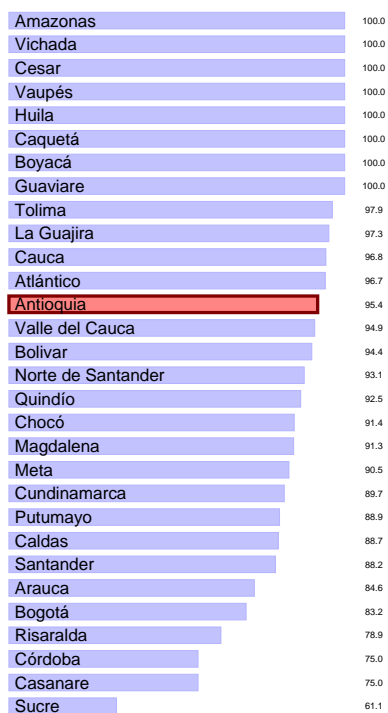 Amazonas 100.0
Vichada 100.0
Cesar 100.0
Vaupés 100.0
Huila 100.0
Caquetá 100.0
Boyacá 100.0
Guaviare 100.0
Tolima 97.9
La Guajira 97.3
Cauca 96.8
Atlántico 96.7
Antioquia 95.4
Valle del Cauca 94.9
Bolivar 94.4
Norte de Santander 93.1
Quindío 92.5
Chocó 91.4
Magdalena 91.3
Meta 90.5
Cundinamarca 89.7
Putumayo 88.9
Caldas 88.7
Santander 88.2
Arauca 84.6
Bogotá 83.2
Risaralda 78.9
Córdoba 75.0
Casanare 75.0
Sucre 61.1